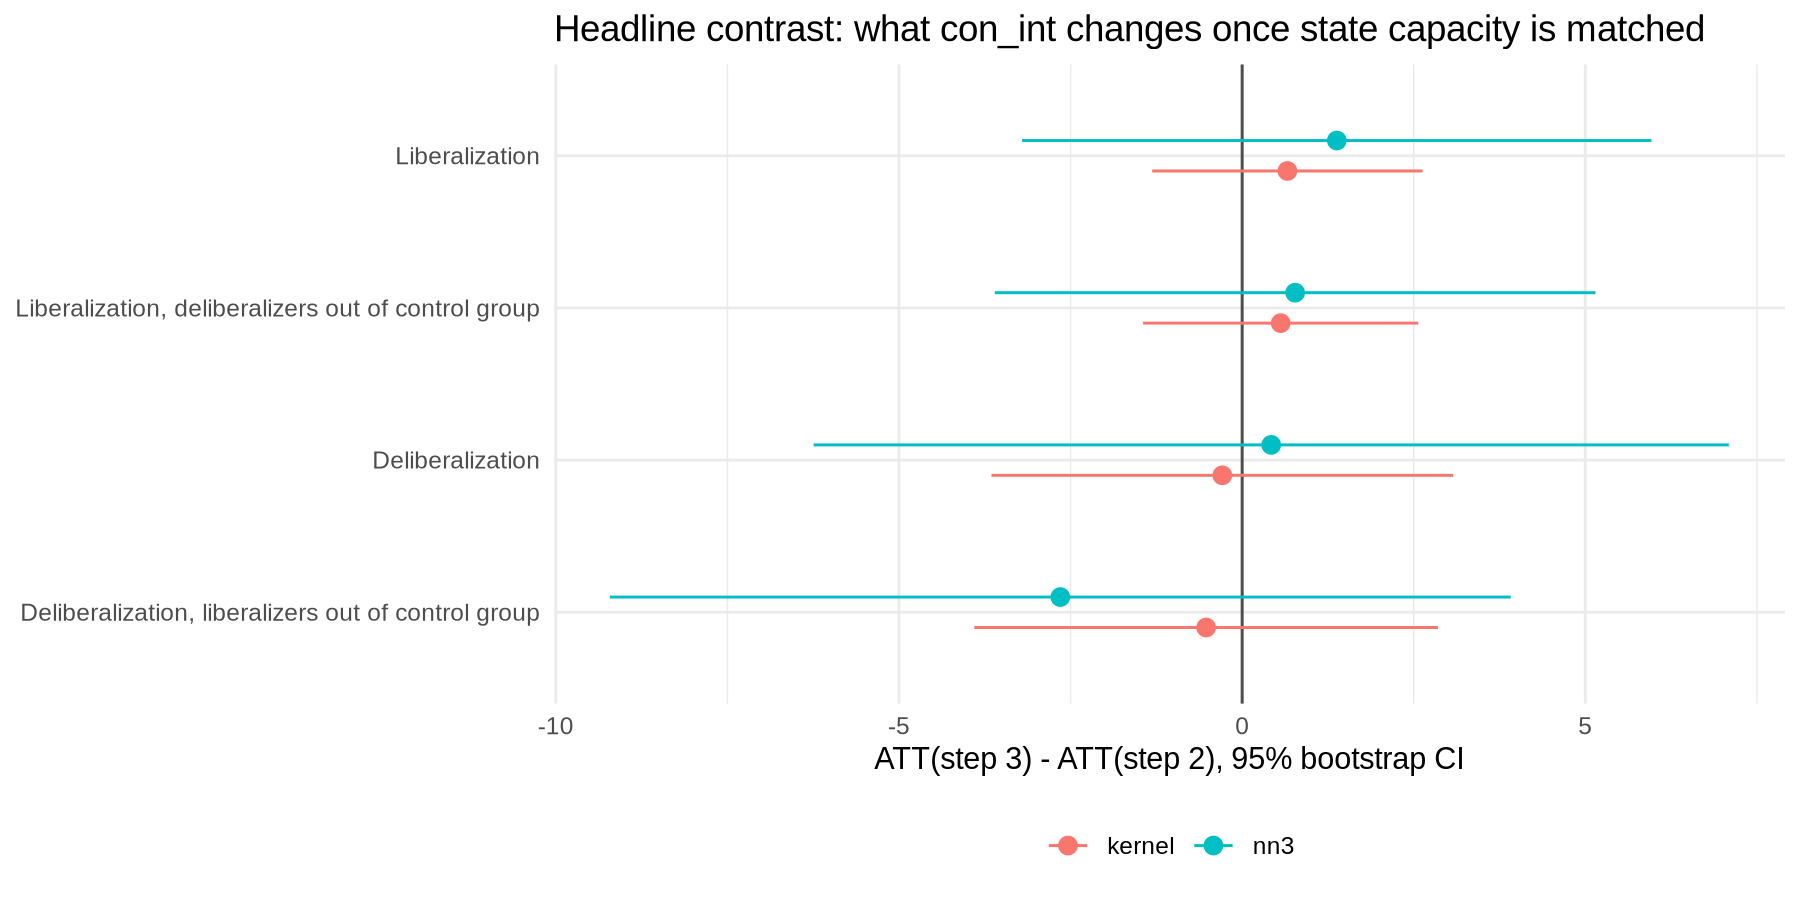 Headline contrast: what con_int changes once state capacity is matched
Liberalization
Liberalization, deliberalizers out of control group
Deliberalization
Deliberalization, liberalizers out of control group
-10 -5 0 5
ATT(step 3) - ATT(step 2), 95% bootstrap CI
kernel nn3